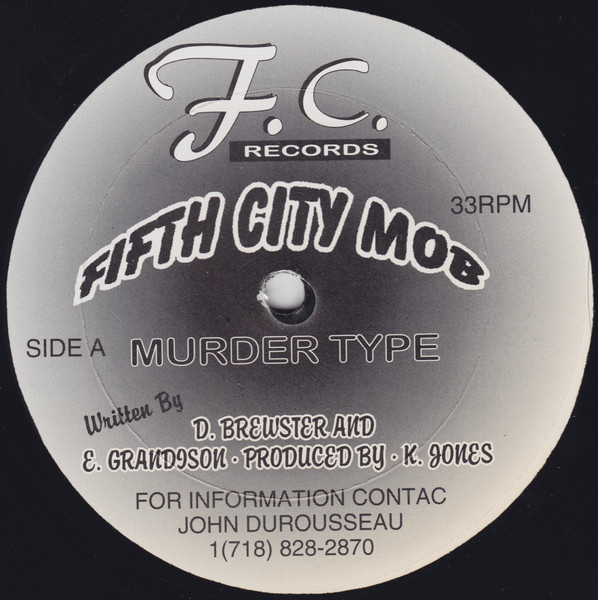 F.C.
RECORDS
FIFTH CITY MOB
33RPM
SIDE A
MURDER TYPE
Written By
D. BREWSTER AND
E. GRANDISON · PRODUCED BY · K. JONES
FOR INFORMATION CONTAC
JOHN DUROUSSEAU
1(718) 828-2870